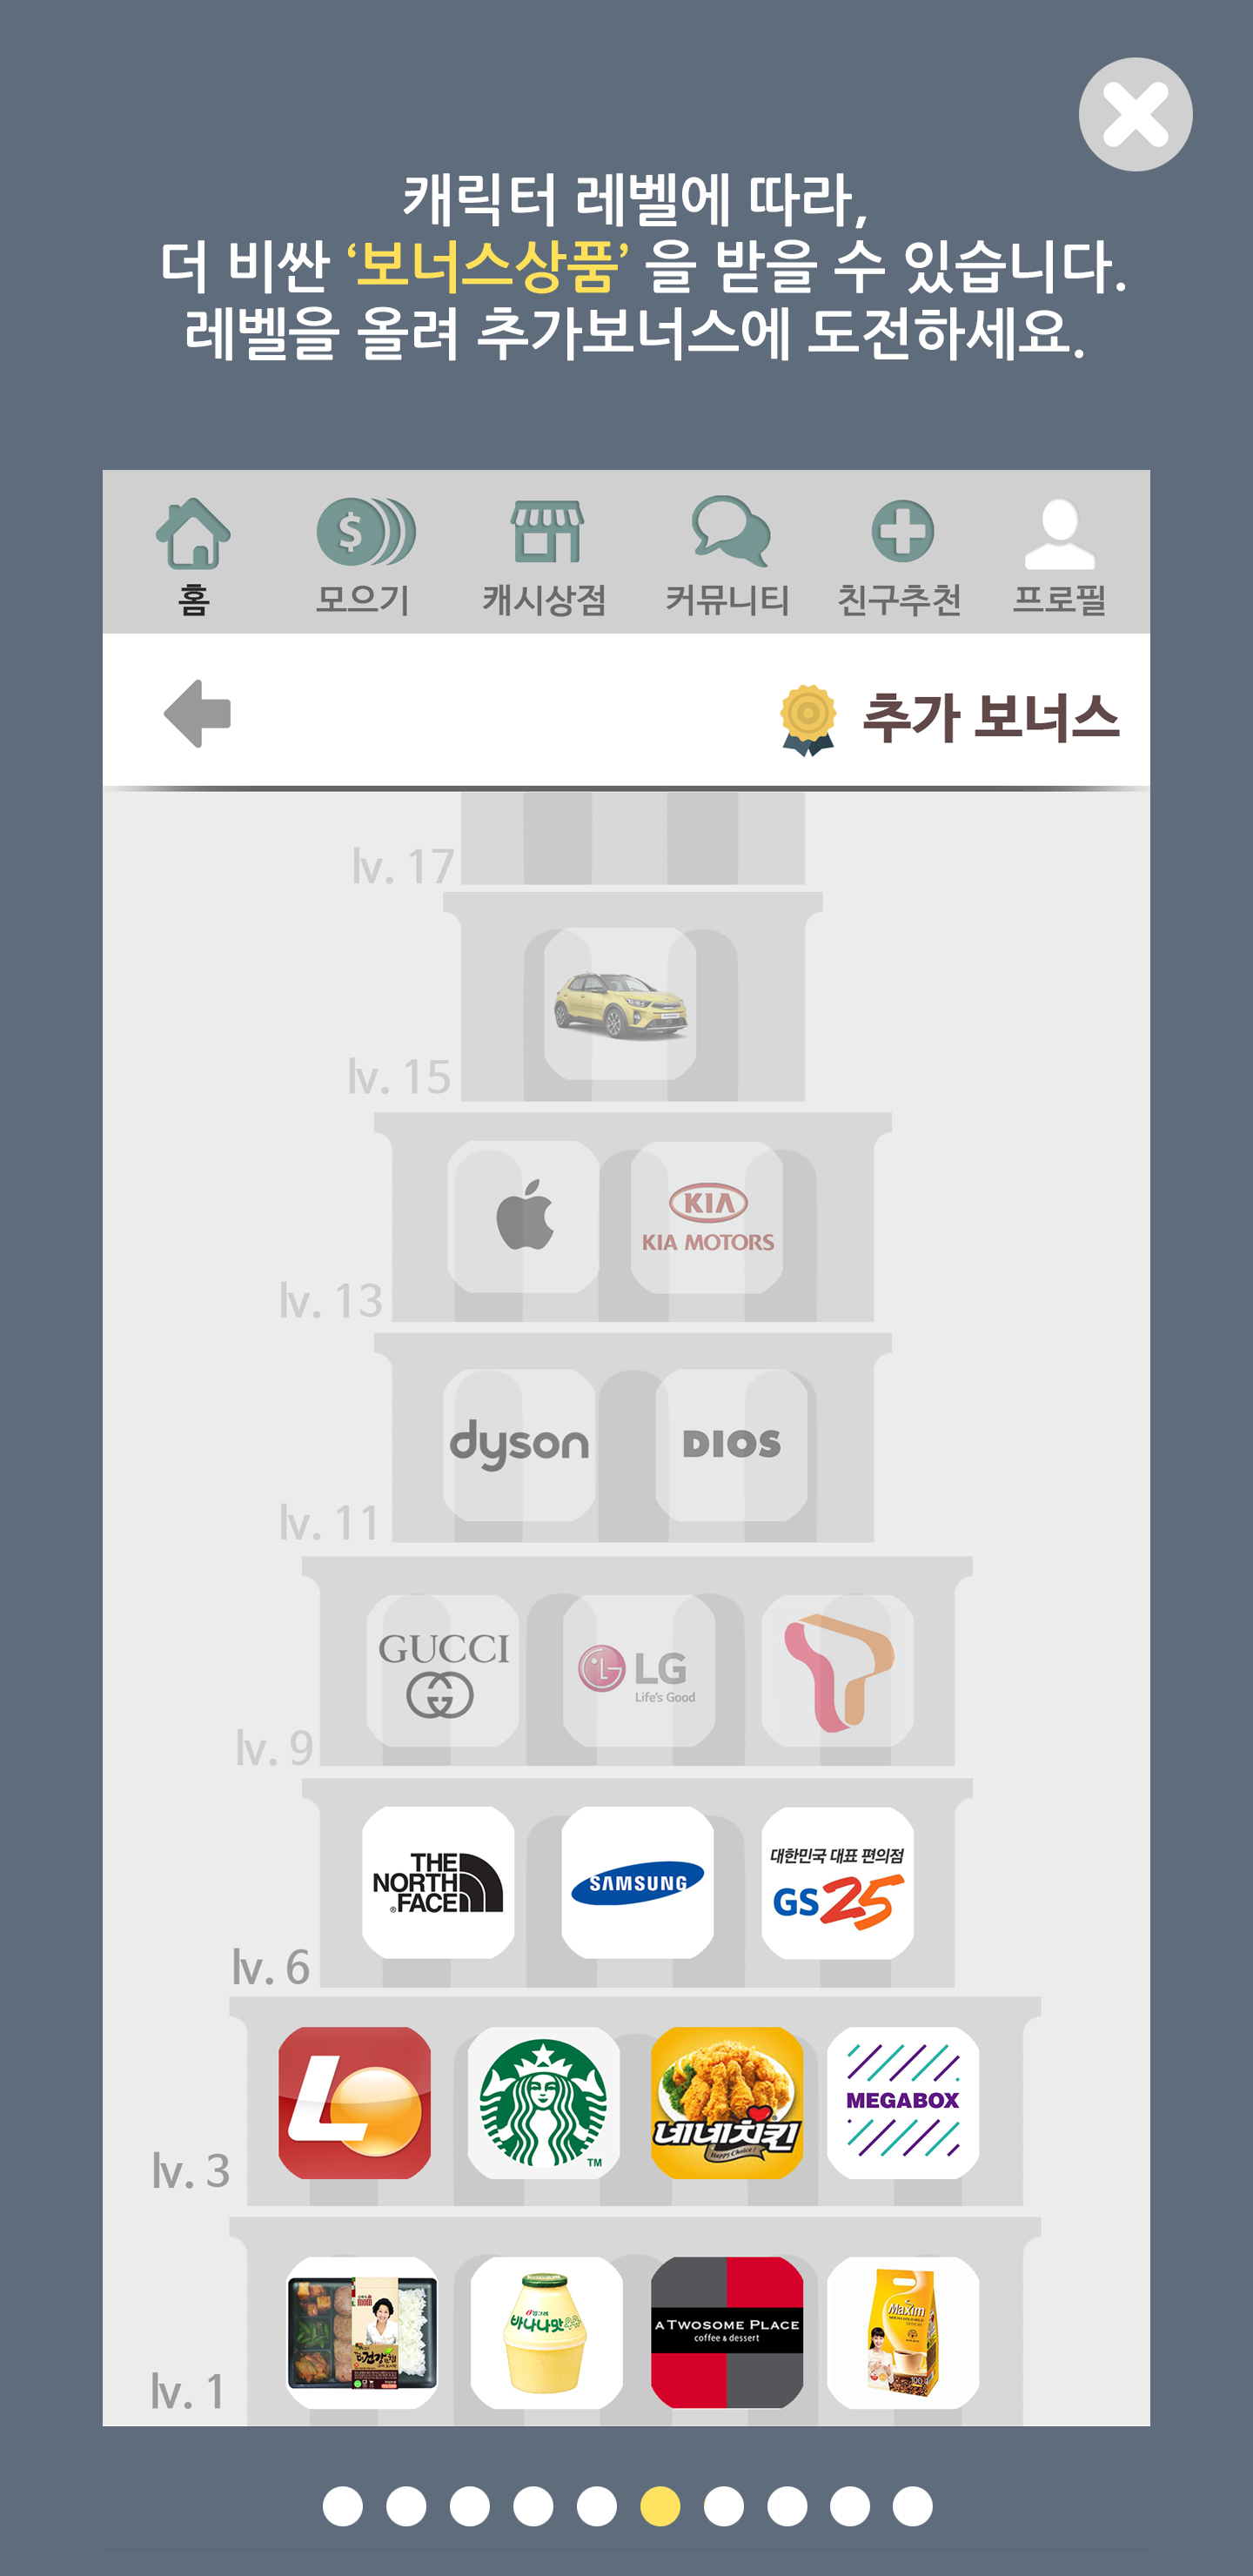 캐릭터 레벨에 따라,
더 비싼 ‘보너스상품’ 을 받을 수 있습니다.
레벨을 올려 추가보너스에 도전하세요.
홈 모으기 캐시상점 커뮤니티 친구추천 프로필
추가 보너스
lv. 17
lv. 15
KIA
KIA MOTORS
lv. 13
dyson DIOS
lv. 11
GUCCI
LG
Life's Good
lv. 9
THE
NORTH
FACE
SAMSUNG
대한민국 대표 편의점
GS25
lv. 6
L
TM
네네치킨
Happy Choice!
MEGABOX
lv. 3
건강
바나나맛우유
A TWOSOME PLACE
coffee & dessert
Maxim
lv. 1